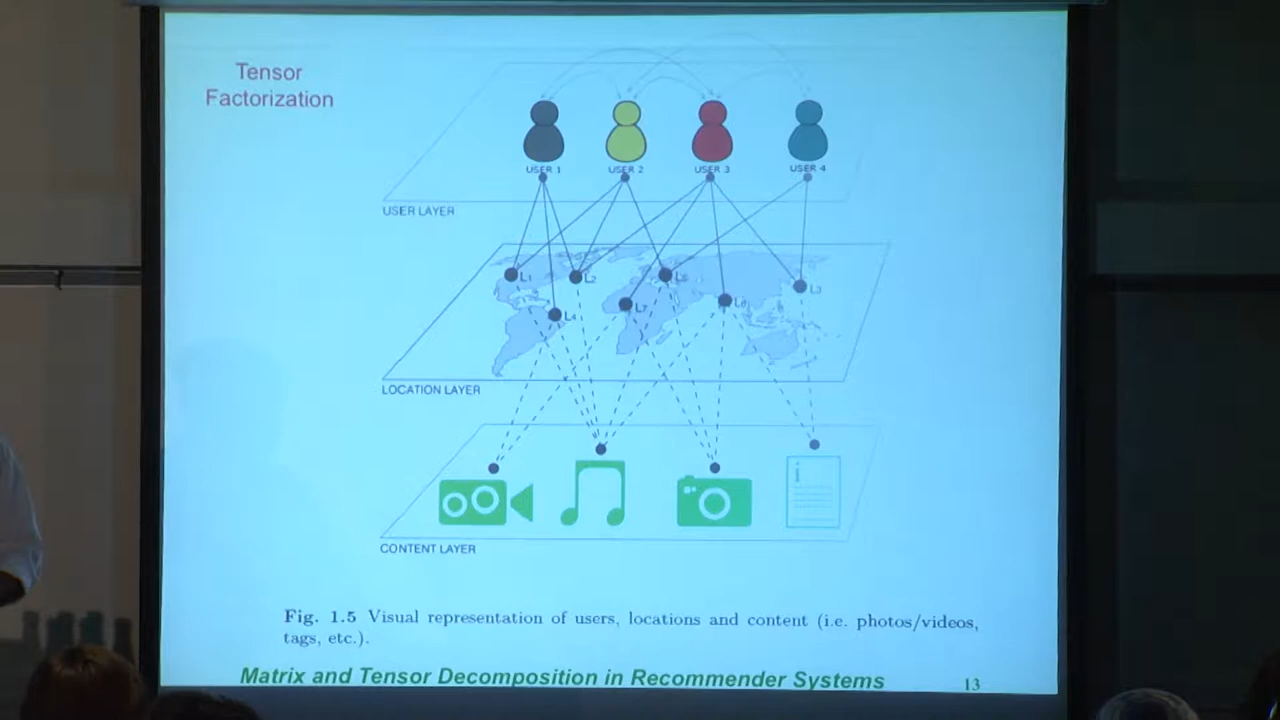 Tensor
Factorization
USER 1
USER 2
USER 3
USER 4
USER LAYER
L1
L2
L5
L3
L4
L7
L6
LOCATION LAYER
i
CONTENT LAYER
Fig. 1.5 Visual representation of users, locations and content (i.e. photos/videos,
tags, etc.).
Matrix and Tensor Decomposition in Recommender Systems
13